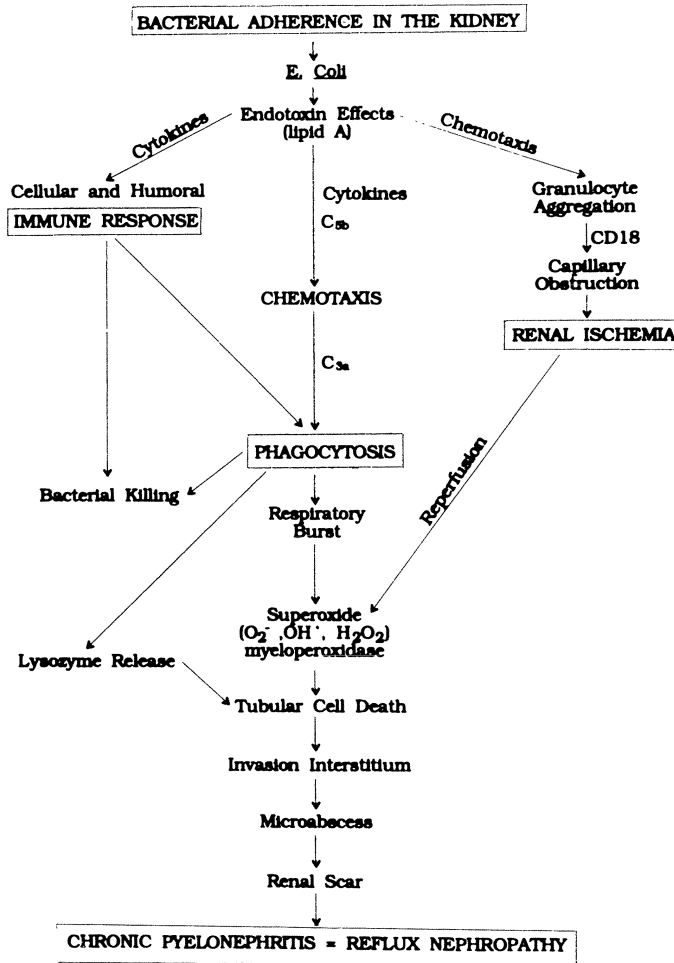 BACTERIAL ADHERENCE IN THE KIDNEY
E. Coli
Endotoxin Effects
(lipid A)
Cytokines
Chemotaxis
Cellular and Humoral
IMMUNE RESPONSE
Cytokines
C5b
Granulocyte
Aggregation
CD18
Capillary
Obstruction
CHEMOTAXIS
RENAL ISCHEMIA
C3a
PHAGOCYTOSIS
Reperfusion
Bacterial Killing
Respiratory
Burst
Superoxide
(O2⁻ ,OH˙, H2O2)
myeloperoxidase
Lysozyme Release
Tubular Cell Death
Invasion Interstitium
Microabscess
Renal Scar
CHRONIC PYELONEPHRITIS = REFLUX NEPHROPATHY